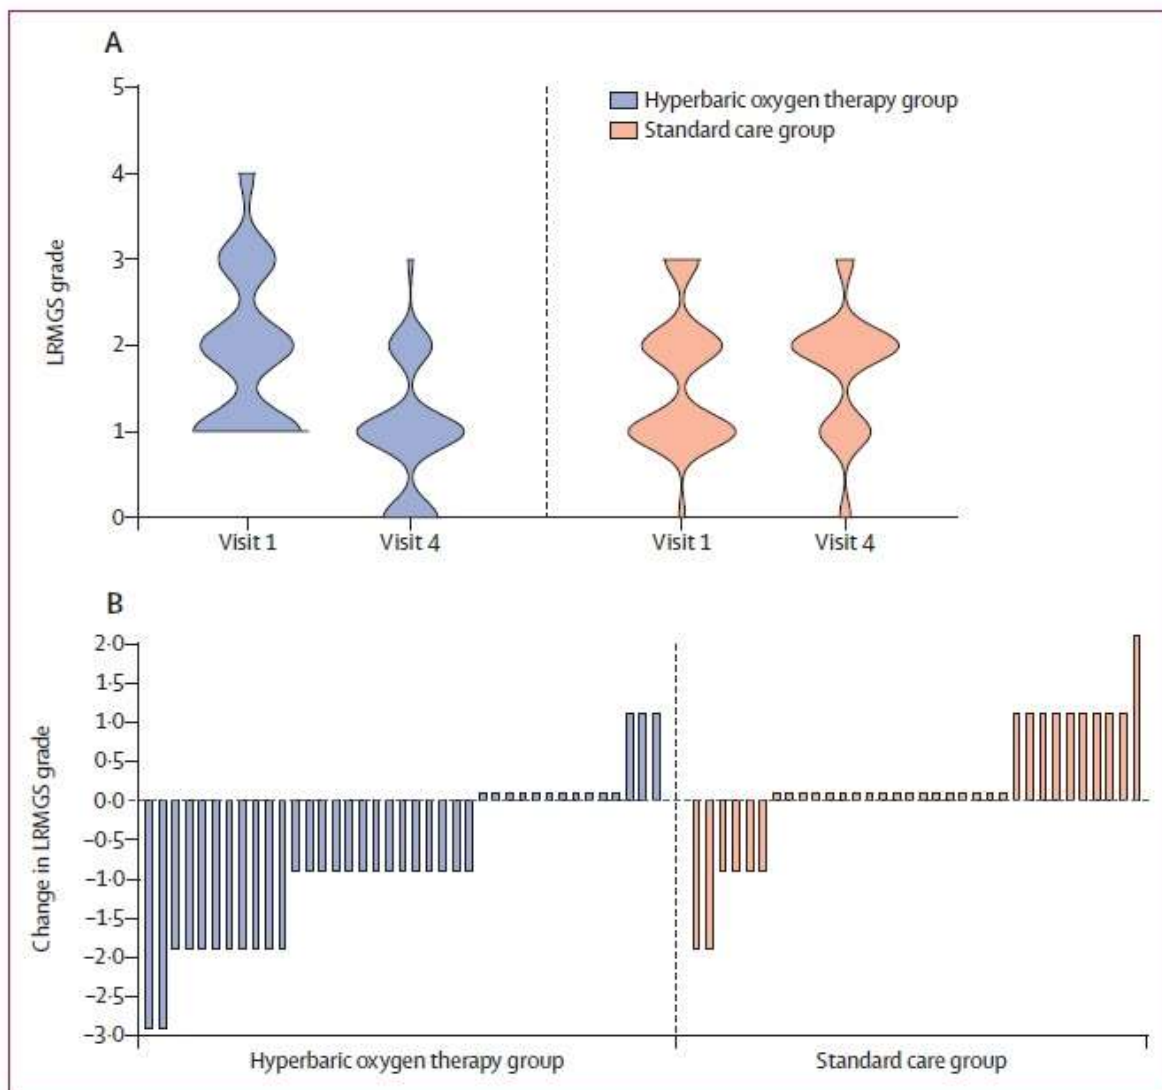 A
5
4
3
2
1
0
LRMGS grade
Hyperbaric oxygen therapy group
Standard care group
Visit 1
Visit 4
Visit 1
Visit 4
B
2·0
1·5
1·0
0·5
0·0
–0·5
–1·0
–1·5
–2·0
–2·5
–3·0
Change in LRMGS grade
Hyperbaric oxygen therapy group
Standard care group